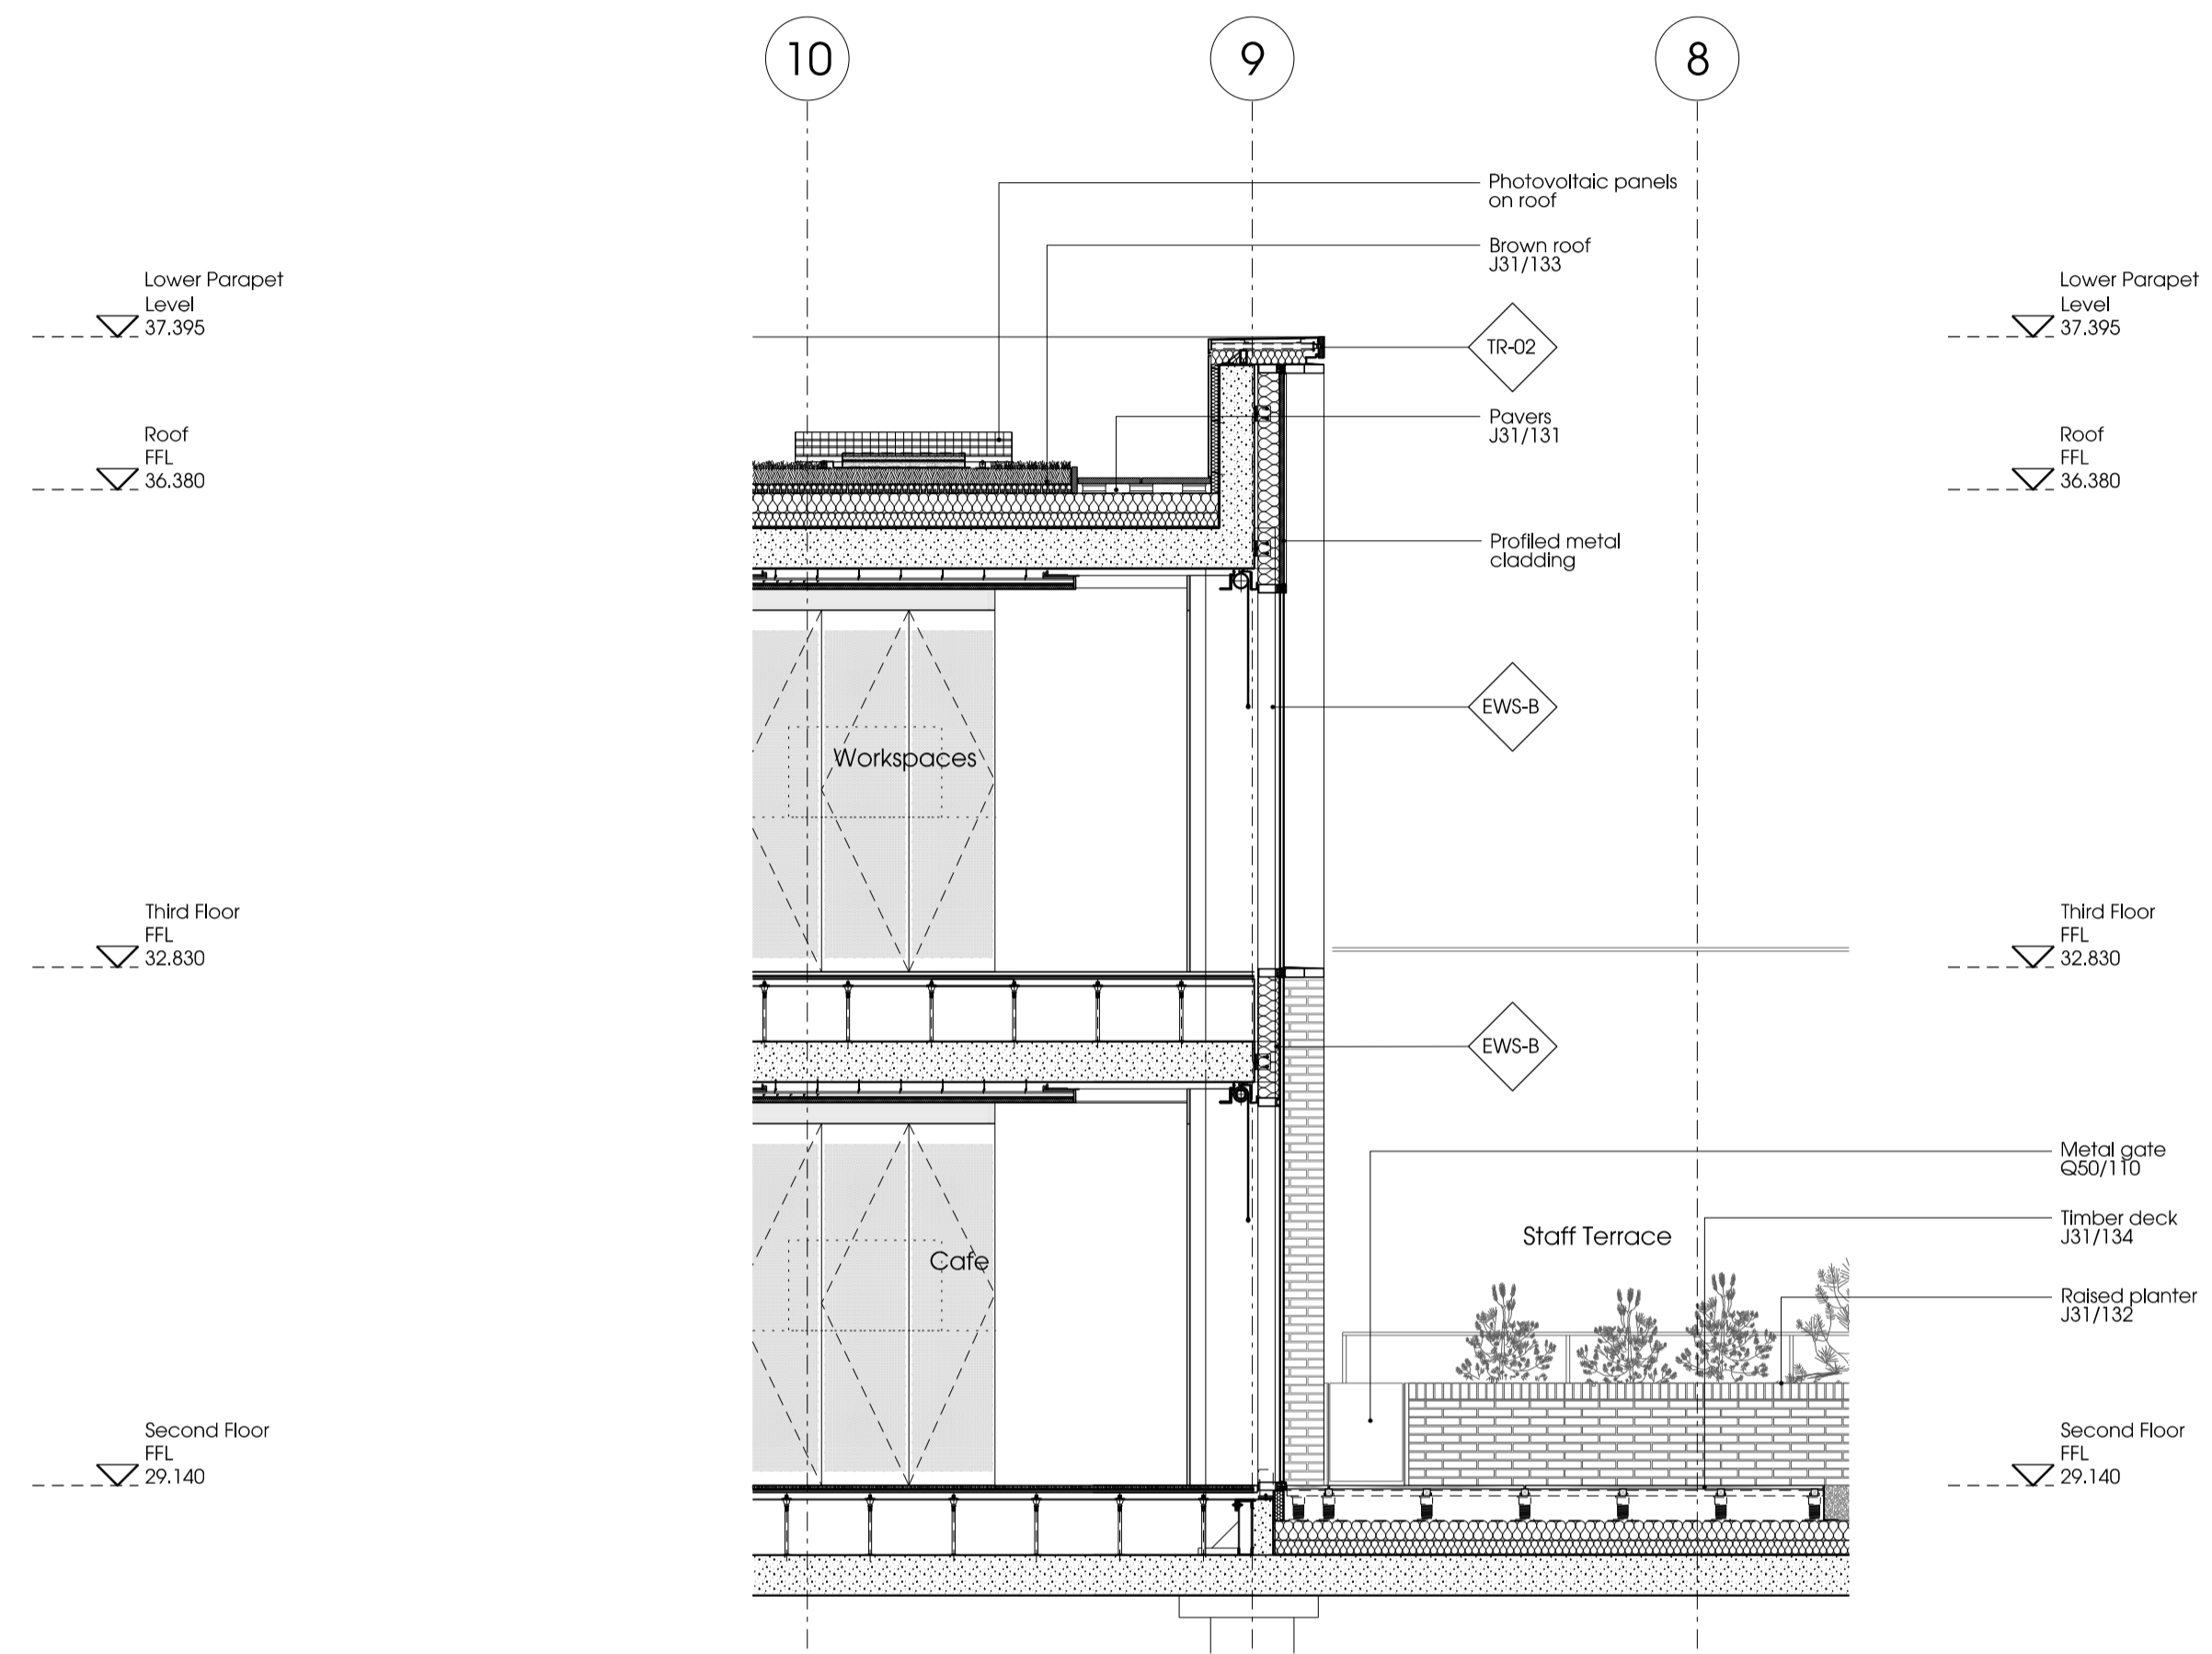 10
9
8
Photovoltaic panels
on roof
Brown roof
J31/133
Lower Parapet
Level
37.395
TR-02
Lower Parapet
Level
37.395
Pavers
J31/131
Roof
FFL
36.380
Roof
FFL
36.380
Profiled metal
cladding
EWS-B
Workspaces
Third Floor
FFL
32.830
Third Floor
FFL
32.830
EWS-B
Metal gate
Q50/110
Staff Terrace
Timber deck
J31/134
Cafe
Raised planter
J31/132
Second Floor
FFL
29.140
Second Floor
FFL
29.140